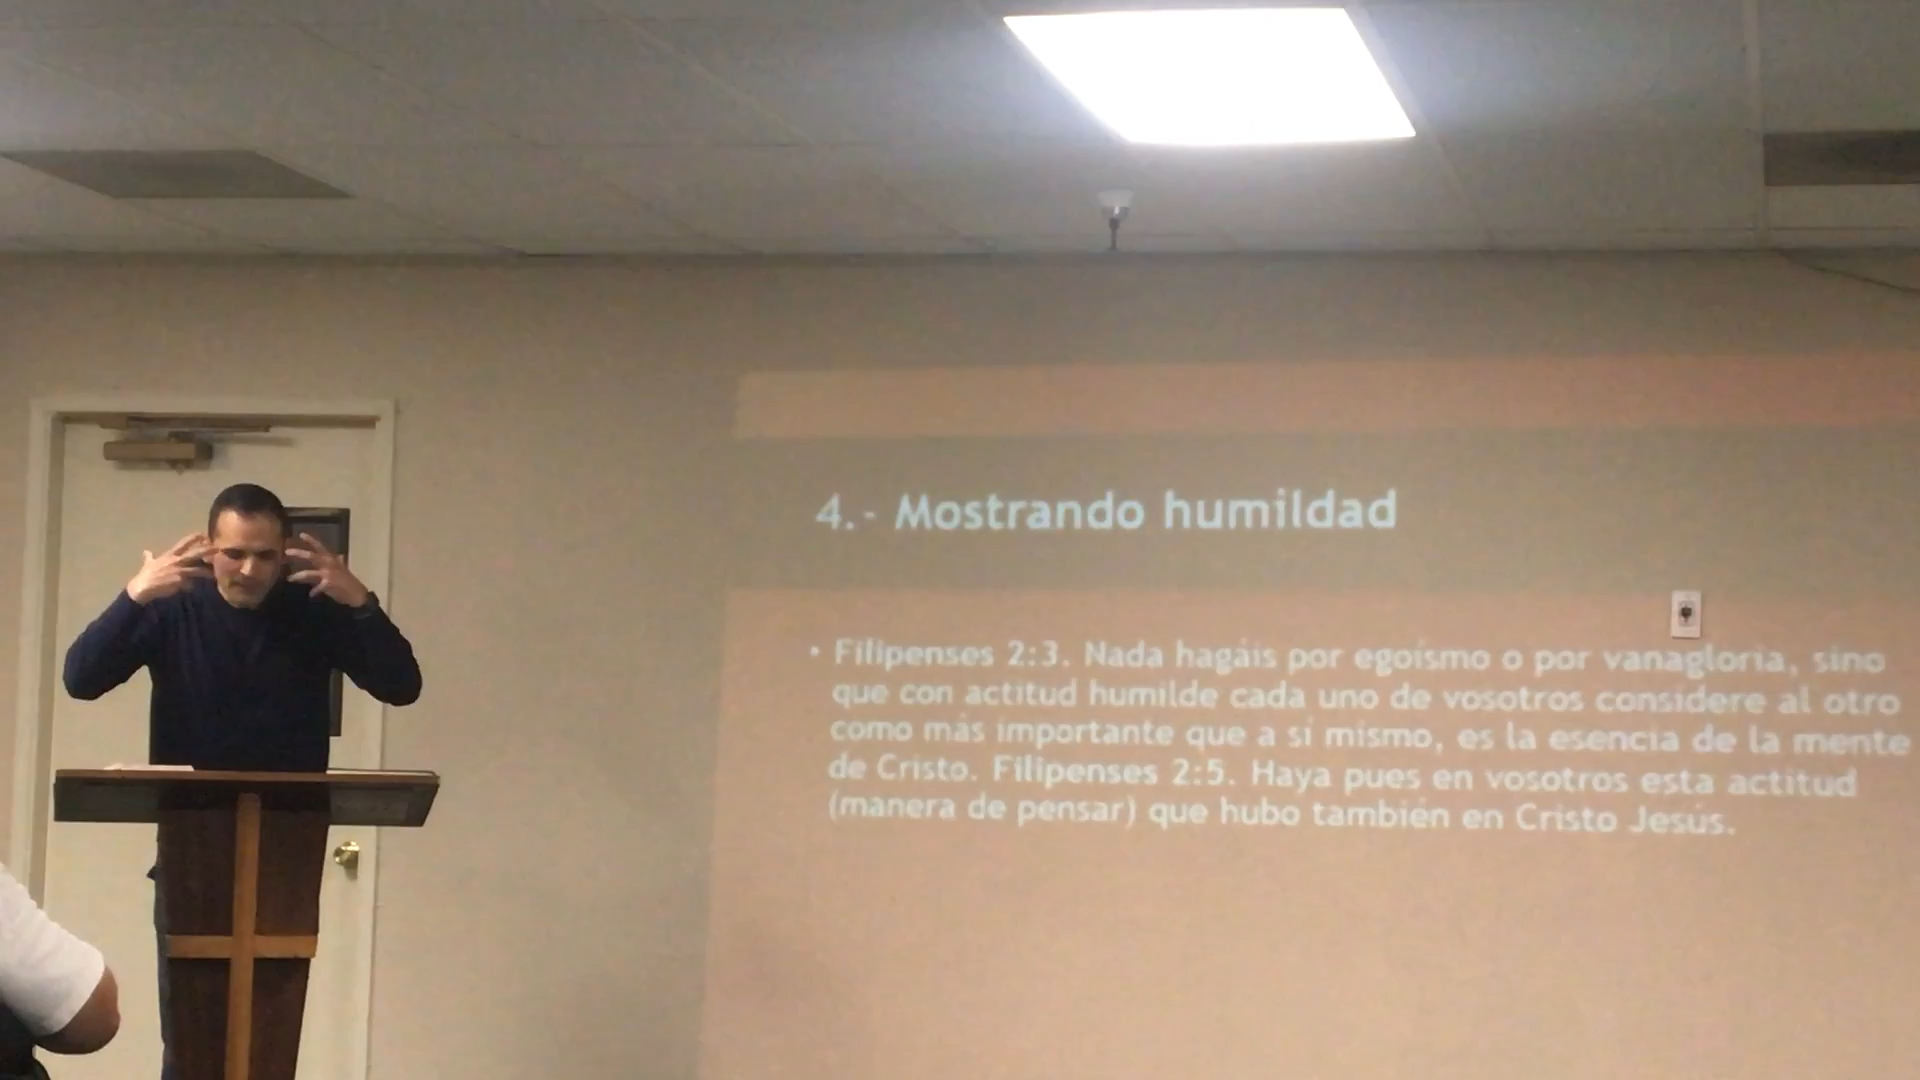 4.- Mostrando humildad
• Filipenses 2:3. Nada hagáis por egoísmo o por vanagloria, sino
que con actitud humilde cada uno de vosotros considere al otro
como más importante que a sí mismo, es la esencia de la mente
de Cristo. Filipenses 2:5. Haya pues en vosotros esta actitud
(manera de pensar) que hubo también en Cristo Jesús.